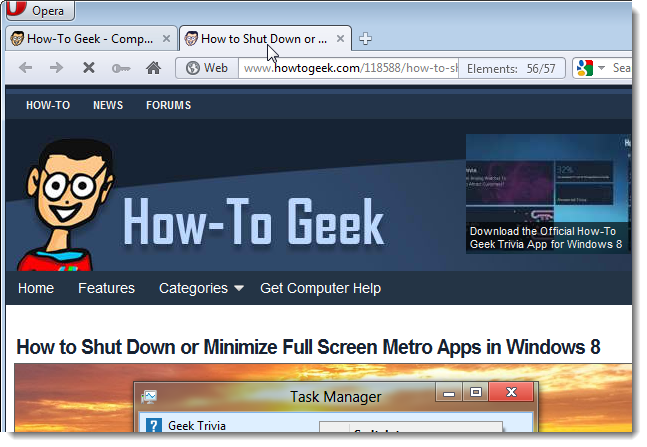 Opera
How-To Geek - Comp...
How to Shut Down or ...
Web
www.howtogeek.com/118588/how-to-sh
Elements: 56/57
Sea
HOW-TO NEWS FORUMS
How-To Geek
32%
Download the Official How-To
Geek Trivia App for Windows 8
Home Features Categories Get Computer Help
How to Shut Down or Minimize Full Screen Metro Apps in Windows 8
Task Manager
Geek Trivia